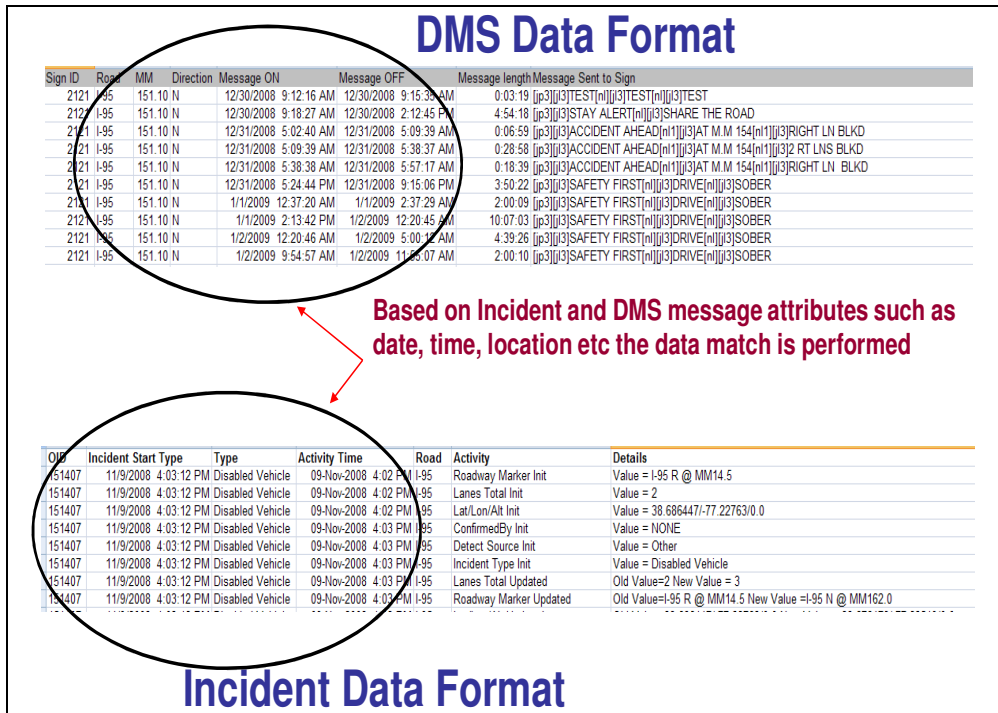 DMS Data Format
Sign ID Road MM Direction Message ON Message OFF Message length Message Sent to Sign
2121 I-95 151.10 N 12/30/2008 9:12:16 AM 12/30/2008 9:15:35 AM 0:03:19 [jp3][jl3]TEST[nl][jl3]TEST[nl][jl3]TEST
2121 I-95 151.10 N 12/30/2008 9:18:27 AM 12/30/2008 2:12:45 PM 4:54:18 [jp3][jl3]STAY ALERT[nl][jl3]SHARE THE ROAD
2121 I-95 151.10 N 12/31/2008 5:02:40 AM 12/31/2008 5:09:39 AM 0:06:59 [jp3][jl3]ACCIDENT AHEAD[nl1][jl3]AT M.M 154[nl1][jl3]RIGHT LN BLKD
2121 I-95 151.10 N 12/31/2008 5:09:39 AM 12/31/2008 5:38:37 AM 0:28:58 [jp3][jl3]ACCIDENT AHEAD[nl1][jl3]AT M.M 154[nl1][jl3]2 RT LNS BLKD
2121 I-95 151.10 N 12/31/2008 5:38:38 AM 12/31/2008 5:57:17 AM 0:18:39 [jp3][jl3]ACCIDENT AHEAD[nl1][jl3]AT M.M 154[nl1][jl3]RIGHT LN BLKD
2121 I-95 151.10 N 12/31/2008 5:24:44 PM 12/31/2008 9:15:06 PM 3:50:22 [jp3][jl3]SAFETY FIRST[nl][jl3]DRIVE[nl][jl3]SOBER
2121 I-95 151.10 N 1/1/2009 12:37:20 AM 1/1/2009 2:37:29 AM 2:00:09 [jp3][jl3]SAFETY FIRST[nl][jl3]DRIVE[nl][jl3]SOBER
2121 I-95 151.10 N 1/1/2009 2:13:42 PM 1/2/2009 12:20:45 AM 10:07:03 [jp3][jl3]SAFETY FIRST[nl][jl3]DRIVE[nl][jl3]SOBER
2121 I-95 151.10 N 1/2/2009 12:20:46 AM 1/2/2009 5:00:12 AM 4:39:26 [jp3][jl3]SAFETY FIRST[nl][jl3]DRIVE[nl][jl3]SOBER
2121 I-95 151.10 N 1/2/2009 9:54:57 AM 1/2/2009 11:55:07 AM 2:00:10 [jp3][jl3]SAFETY FIRST[nl][jl3]DRIVE[nl][jl3]SOBER
Based on Incident and DMS message attributes such as
date, time, location etc the data match is performed
OID Incident Start Type Type Activity Time Road Activity Details
151407 11/9/2008 4:03:12 PM Disabled Vehicle 09-Nov-2008 4:02 PM I-95 Roadway Marker Init Value = I-95 R @ MM14.5
151407 11/9/2008 4:03:12 PM Disabled Vehicle 09-Nov-2008 4:02 PM I-95 Lanes Total Init Value = 2
151407 11/9/2008 4:03:12 PM Disabled Vehicle 09-Nov-2008 4:02 PM I-95 Lat/Lon/Alt Init Value = 38.686447/-77.22763/0.0
151407 11/9/2008 4:03:12 PM Disabled Vehicle 09-Nov-2008 4:03 PM I-95 ConfirmedBy Init Value = NONE
151407 11/9/2008 4:03:12 PM Disabled Vehicle 09-Nov-2008 4:03 PM I-95 Detect Source Init Value = Other
151407 11/9/2008 4:03:12 PM Disabled Vehicle 09-Nov-2008 4:03 PM I-95 Incident Type Init Value = Disabled Vehicle
151407 11/9/2008 4:03:12 PM Disabled Vehicle 09-Nov-2008 4:03 PM I-95 Lanes Total Updated Old Value=2 New Value = 3
151407 11/9/2008 4:03:12 PM Disabled Vehicle 09-Nov-2008 4:03 PM I-95 Roadway Marker Updated Old Value=I-95 R @ MM14.5 New Value =I-95 N @ MM162.0
Incident Data Format